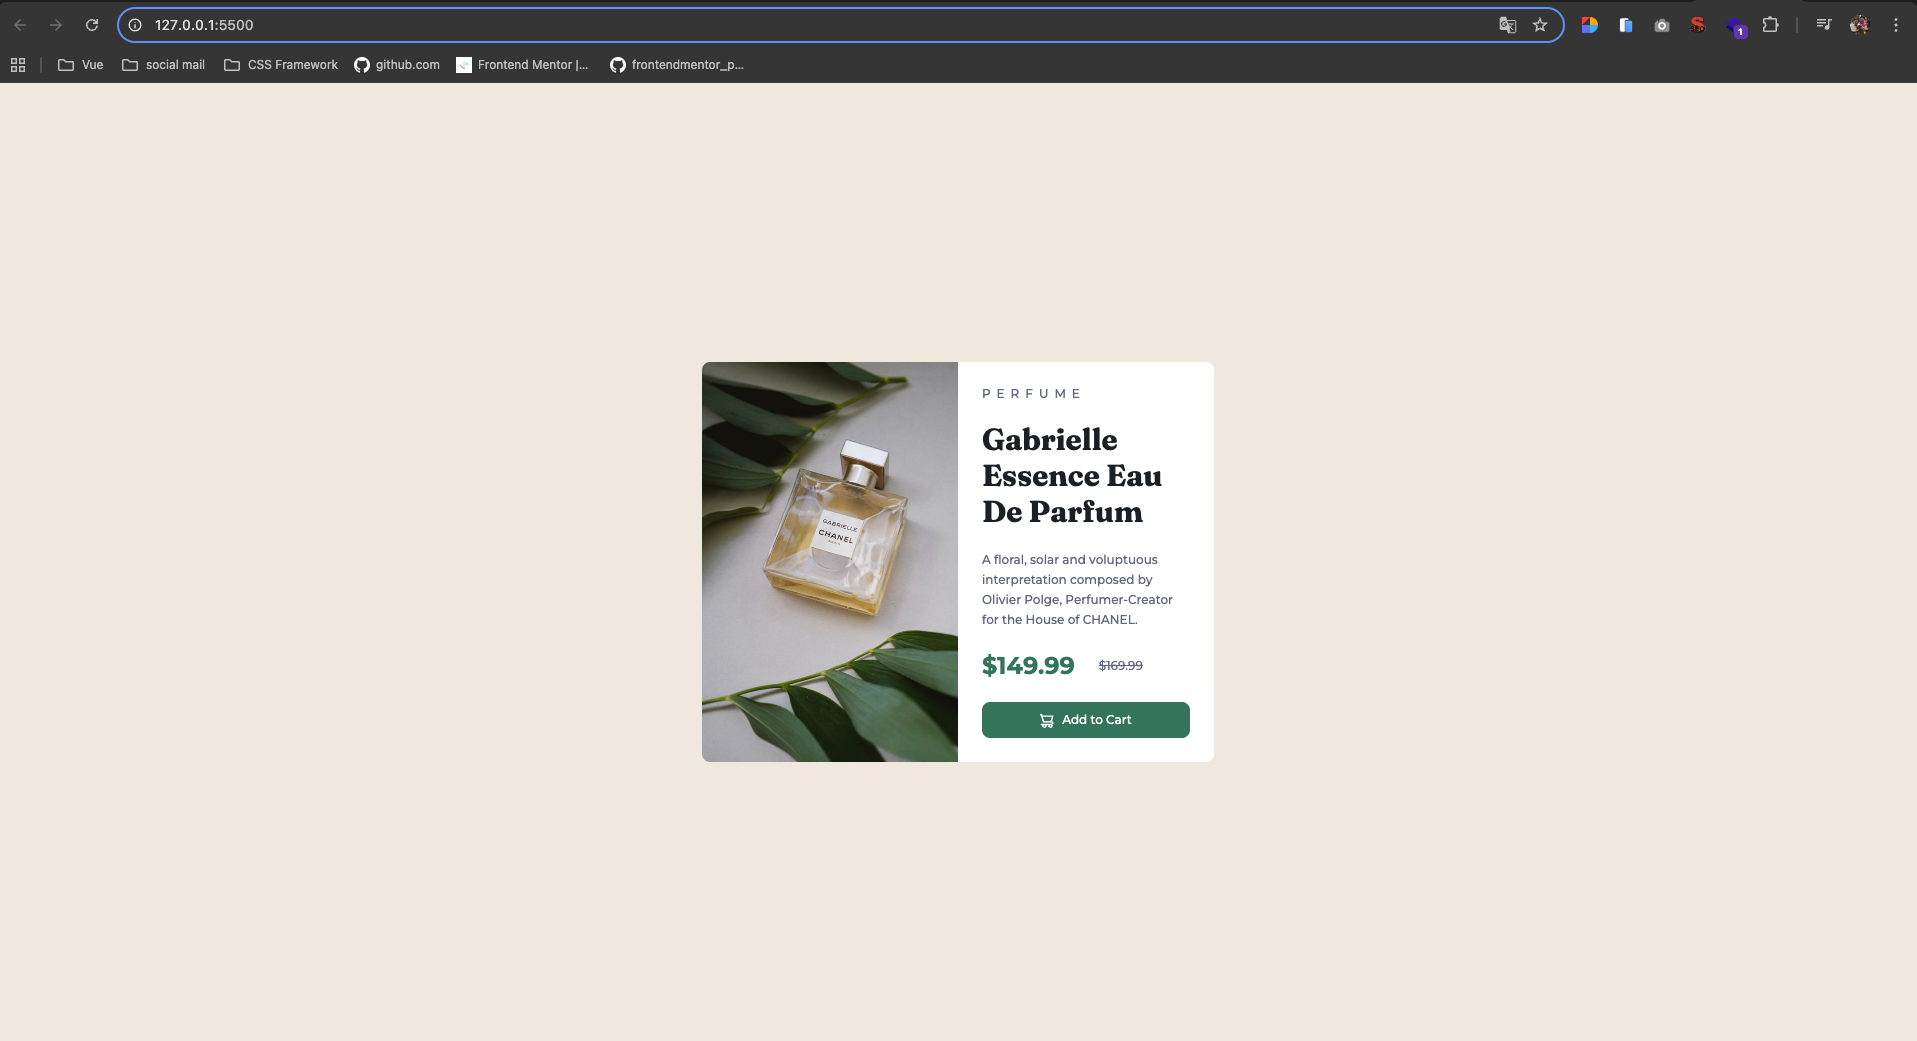 127.0.0.1:5500
1
Vue
social mail
CSS Framework
github.com
Frontend Mentor |...
frontendmentor_p...
PERFUME
Gabrielle
Essence Eau
De Parfum
A floral, solar and voluptuous
interpretation composed by
Olivier Polge, Perfumer-Creator
for the House of CHANEL.
$149.99 $169.99
Add to Cart
GABRIELLE
CHANEL
PARIS